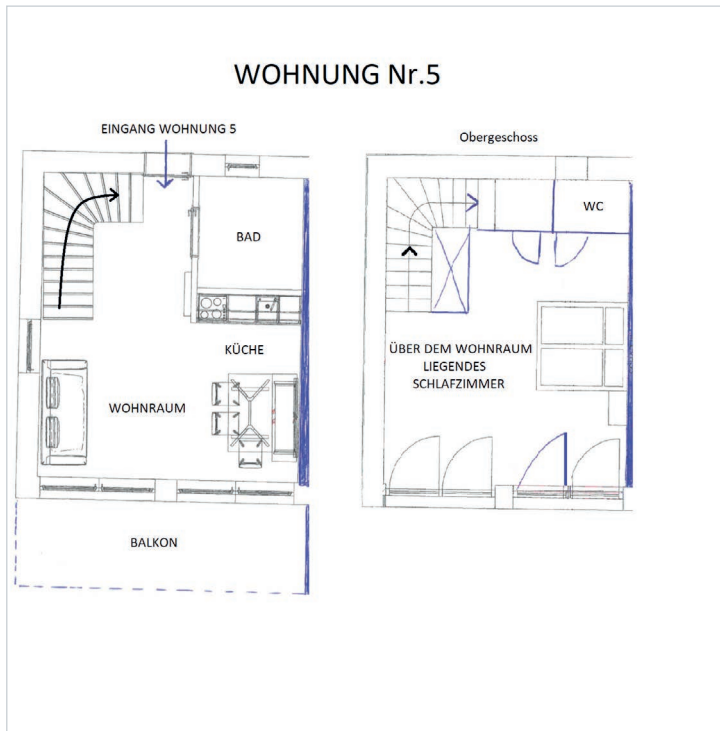 WOHNUNG Nr.5
EINGANG WOHNUNG 5
BAD
KÜCHE
WOHNRAUM
BALKON
Obergeschoss
WC
ÜBER DEM WOHNRAUM
LIEGENDES
SCHLAFZIMMER